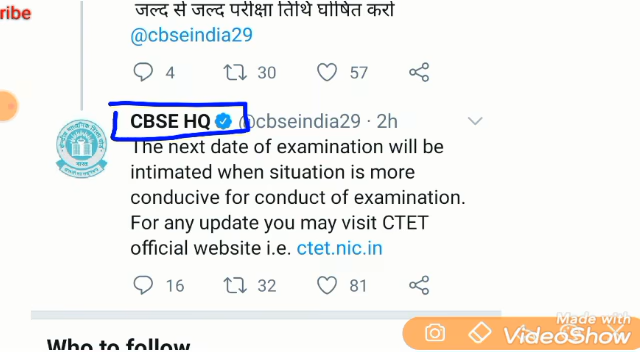 ribe
जल्द से जल्द परीक्षा तिथि घोषित करो
@cbseindia29
4 30 57
CBSE HQ @cbseindia29 · 2h
The next date of examination will be
intimated when situation is more
conducive for conduct of examination.
For any update you may visit CTET
official website i.e. ctet.nic.in
16 32 81
Who to follow
Made with
VideoShow